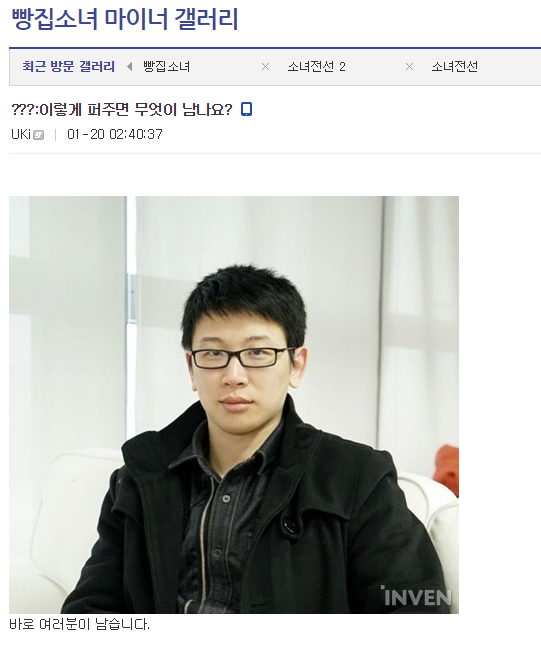 빵집소녀 마이너 갤러리
최근 방문 갤러리 빵집소녀 × 소녀전선 2 × 소녀전선
???:이렇게 퍼주면 무엇이 남나요?
UKi 01-20 02:40:37
INVEN
바로 여러분이 남습니다.